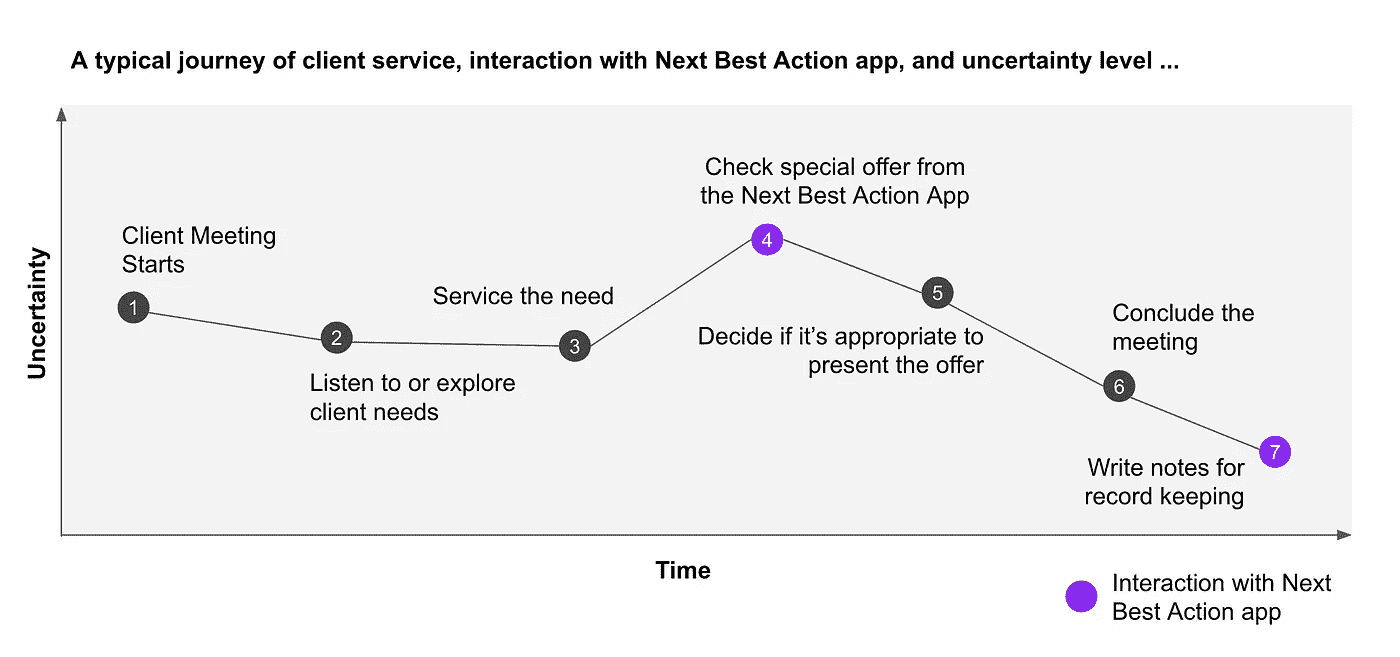 A typical journey of client service, interaction with Next Best Action app, and uncertainty level ...
Uncertainty
Client Meeting
Starts
1
2
Listen to or explore
client needs
Service the need
3
Check special offer from
the Next Best Action App
4
5
Decide if it’s appropriate to
present the offer
Conclude the
meeting
6
7
Write notes for
record keeping
Time
Interaction with Next
Best Action app